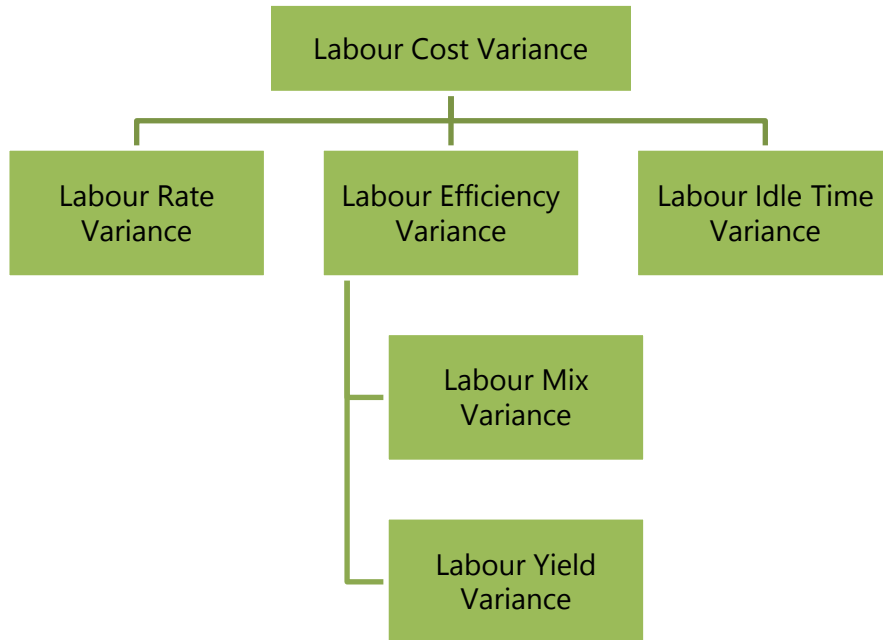 Labour Cost Variance
Labour Rate
Variance
Labour Efficiency
Variance
Labour Idle Time
Variance
Labour Mix
Variance
Labour Yield
Variance